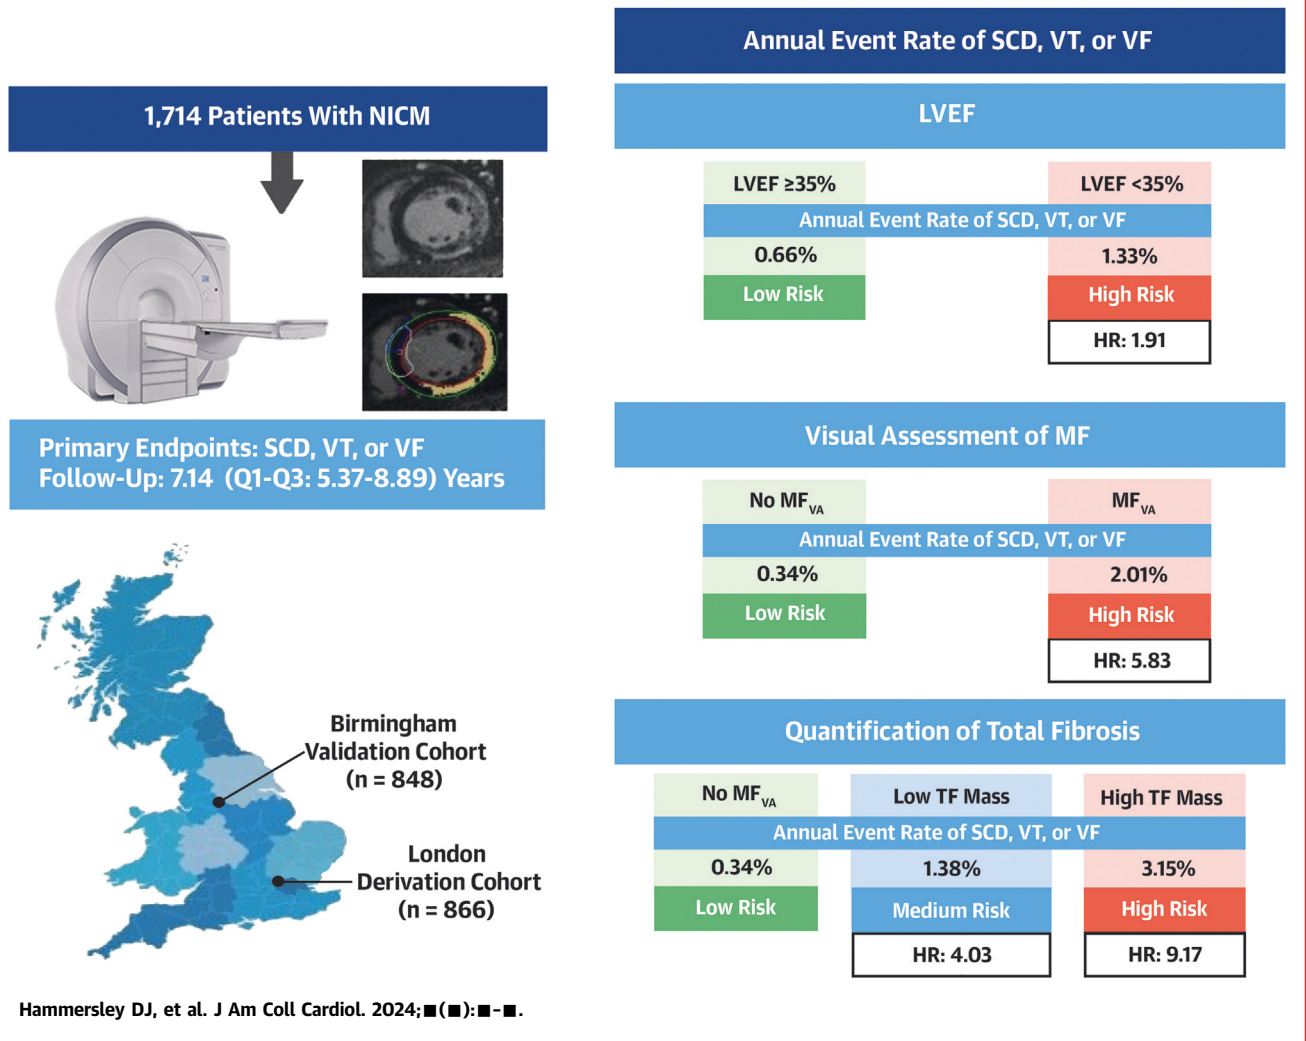 1,714 Patients With NICM
Primary Endpoints: SCD, VT, or VF
Follow-Up: 7.14 (Q1-Q3: 5.37-8.89) Years
Birmingham
Validation Cohort
(n = 848)
London
Derivation Cohort
(n = 866)
Annual Event Rate of SCD, VT, or VF
LVEF
LVEF ≥35%
LVEF <35%
Annual Event Rate of SCD, VT, or VF
0.66%
1.33%
Low Risk
High Risk
HR: 1.91
Visual Assessment of MF
No MFVA
MFVA
Annual Event Rate of SCD, VT, or VF
0.34%
2.01%
Low Risk
High Risk
HR: 5.83
Quantification of Total Fibrosis
No MFVA
Low TF Mass
High TF Mass
Annual Event Rate of SCD, VT, or VF
0.34%
1.38%
3.15%
Low Risk
Medium Risk
High Risk
HR: 4.03
HR: 9.17
Hammersley DJ, et al. J Am Coll Cardiol. 2024;■(■):■-■.